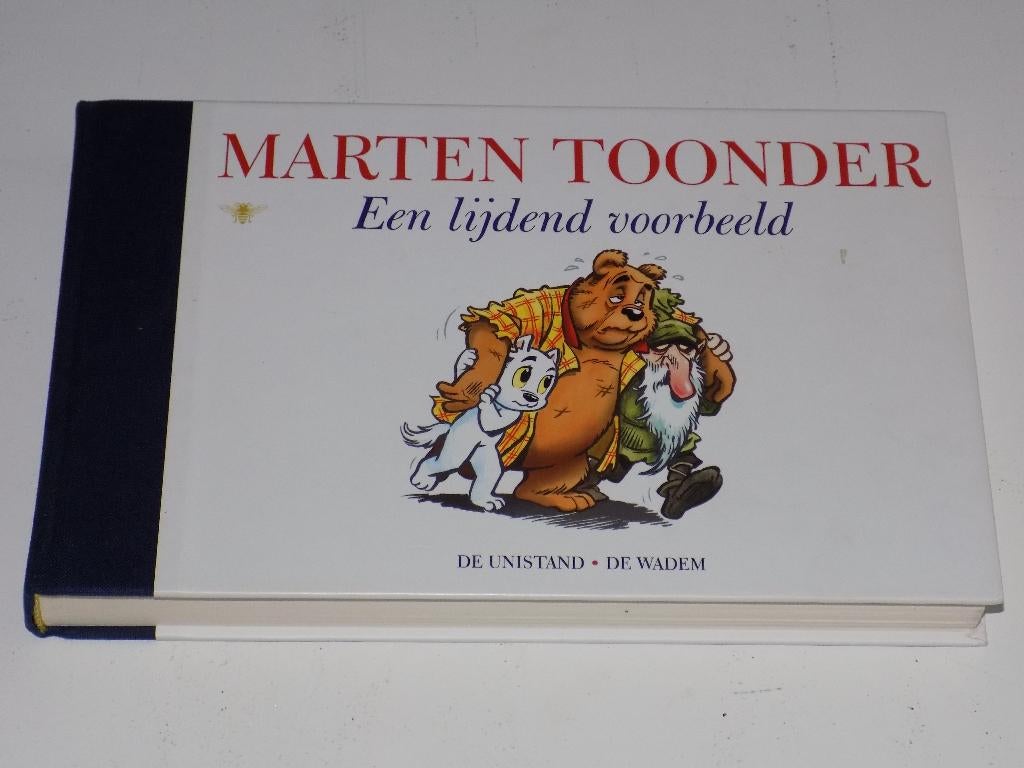 MARTEN TOONDER
Een lijdend voorbeeld
DE UNISTAND • DE WADEM